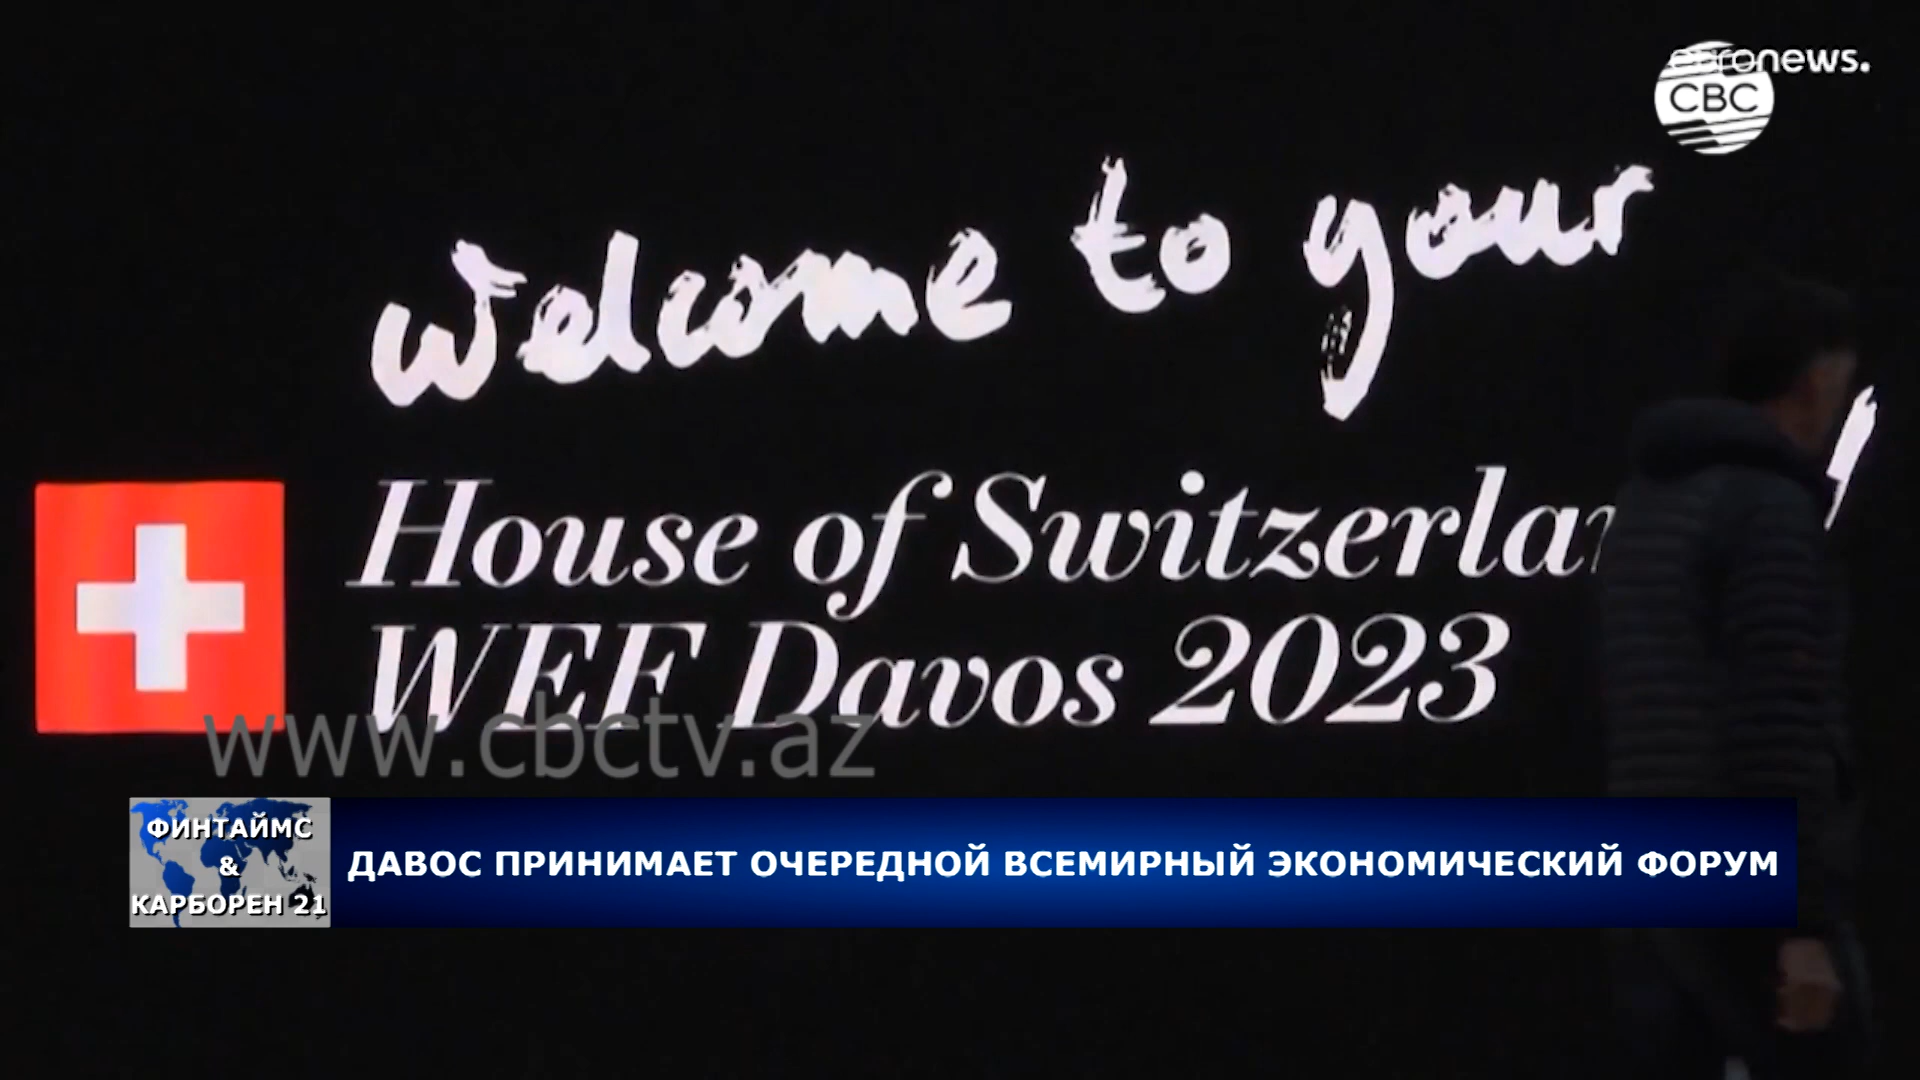 euronews.
CBC
Welcome to your
House of Switzerlan
WEF Davos 2023
www.cbctv.az
ФИНТАЙМС
&
КАРБОРЕН 21
ДАВОС ПРИНИМАЕТ ОЧЕРЕДНОЙ ВСЕМИРНЫЙ ЭКОНОМИЧЕСКИЙ ФОРУМ